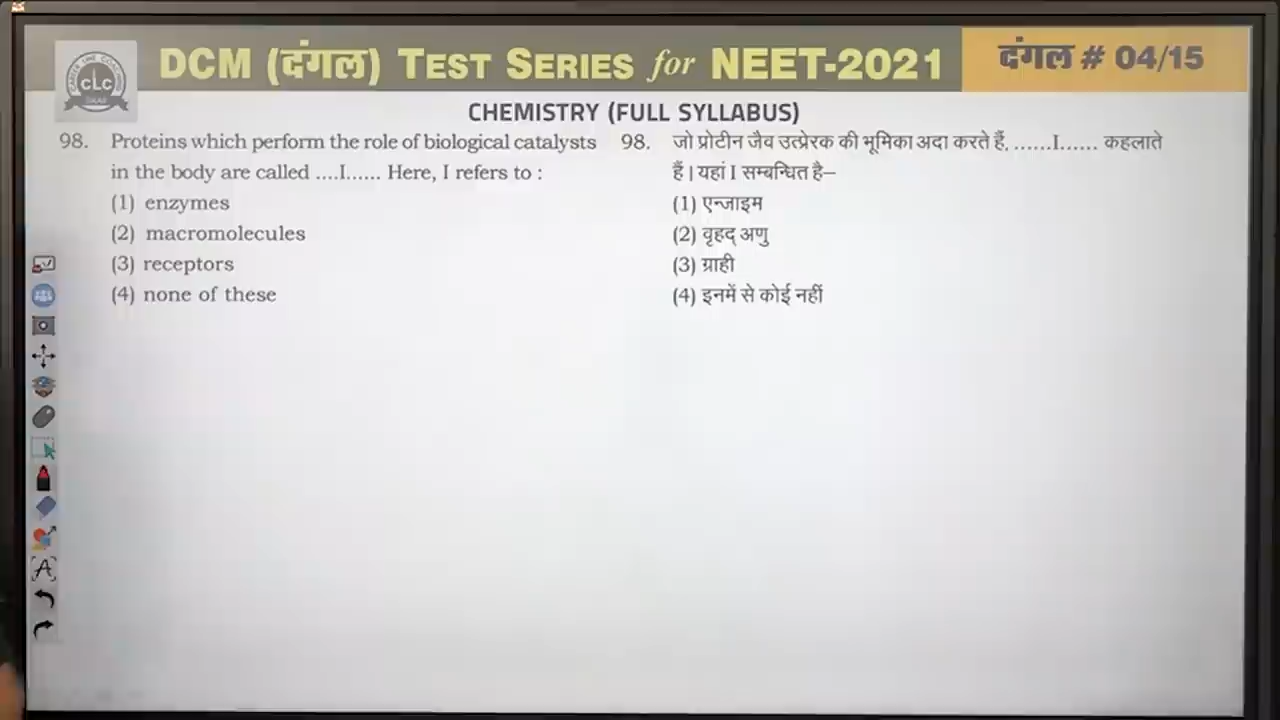 DCM (दंगल) TEST SERIES for NEET-2021
दंगल # 04/15
CLC
CHEMISTRY (FULL SYLLABUS)
98. Proteins which perform the role of biological catalysts
in the body are called ....I...... Here, I refers to :
(1) enzymes
(2) macromolecules
(3) receptors
(4) none of these
98. जो प्रोटीन जैव उत्प्रेरक की भूमिका अदा करते हैं, ......I...... कहलाते
हैं | यहां I सम्बन्धित है–
(1) एन्जाइम
(2) वृहद् अणु
(3) ग्राही
(4) इनमें से कोई नहीं